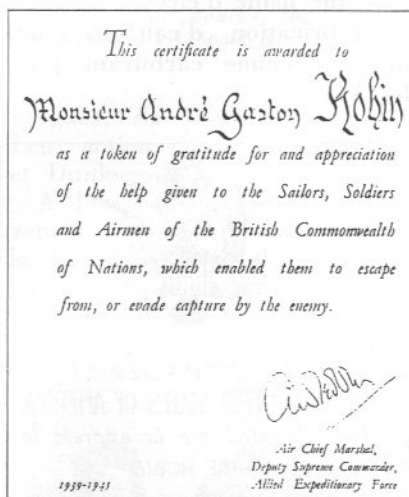 This certificate is awarded to
Monsieur André Gaston Robin
as a token of gratitude for and appreciation
of the help given to the Sailors, Soldiers
and Airmen of the British Commonwealth
of Nations, which enabled them to escape
from, or evade capture by the enemy.
Air Chief Marshal,
Deputy Supreme Commander,
1939-1945 Allied Expeditionary Force